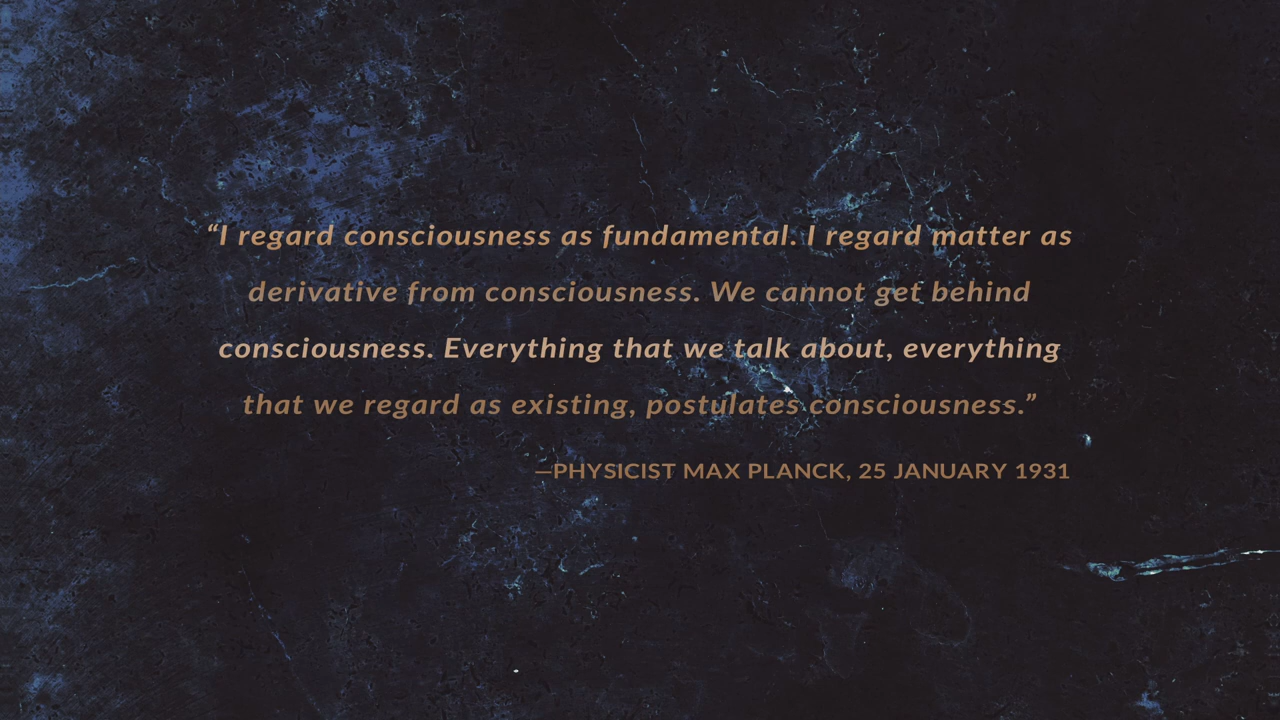 “I regard consciousness as fundamental. I regard matter as
derivative from consciousness. We cannot get behind
consciousness. Everything that we talk about, everything
that we regard as existing, postulates consciousness.”
—PHYSICIST MAX PLANCK, 25 JANUARY 1931